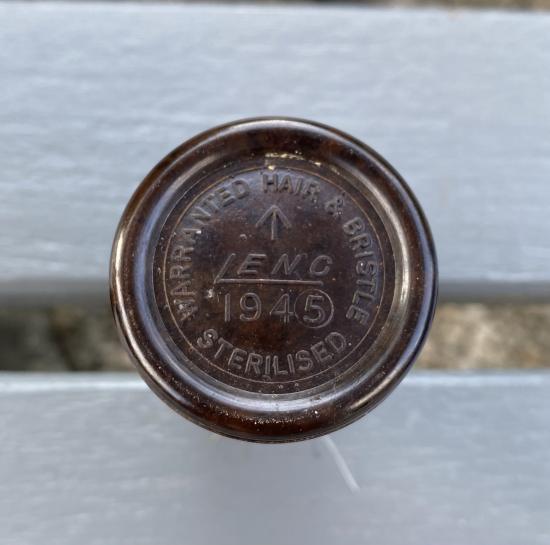 WARRANTED HAIR & BRISTLE
↑
LENC
1945
STERILISED.